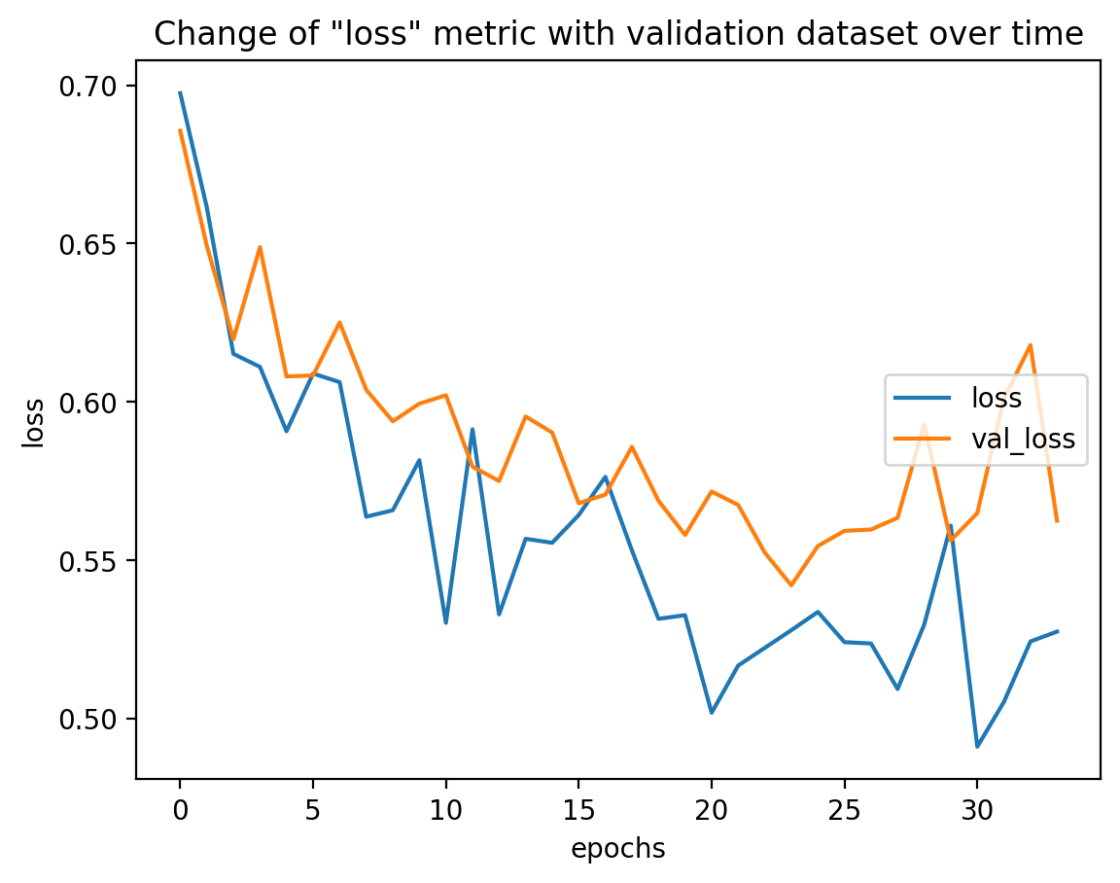 Change of "loss" metric with validation dataset over time
0.70
0.65
0.60
0.55
0.50
loss
loss
val_loss
0 5 10 15 20 25 30
epochs